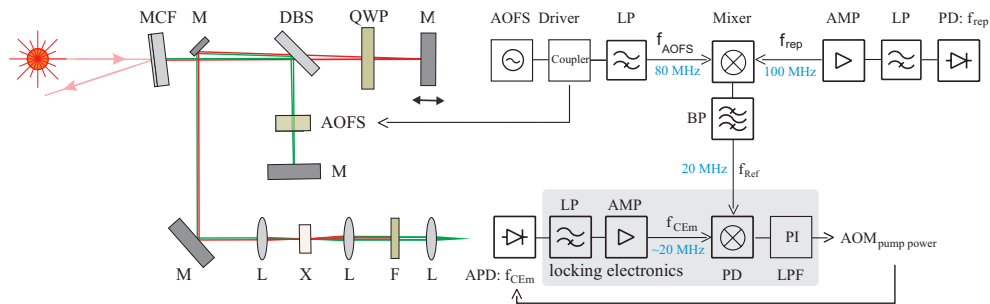 MCF
M
DBS
QWP
M
AOFS
M
M
L
X
L
F
L
AOFS Driver
LP
Mixer
AMP
LP
PD: f_rep
Coupler
f_AOFS
80 MHz
f_rep
100 MHz
BP
20 MHz
f_Ref
LP
AMP
f_CEm
~20 MHz
PI
AOM_pump power
APD: f_CEm
locking electronics
PD
LPF